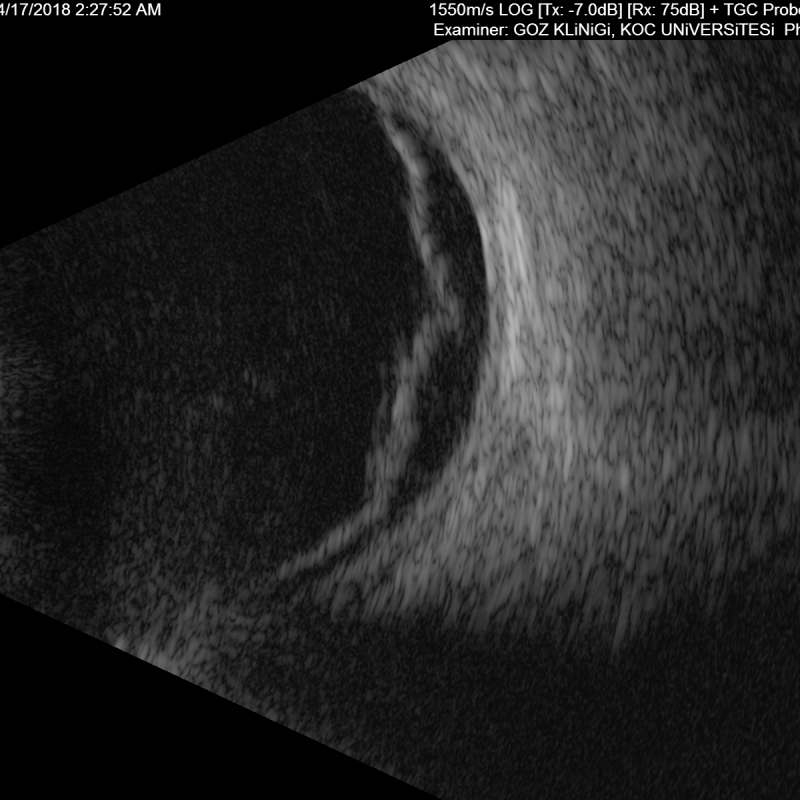 4/17/2018 2:27:52 AM
1550m/s LOG [Tx: -7.0dB] [Rx: 75dB] + TGC Probe
Examiner: GOZ KLiNiGi, KOC UNiVERSiTESi Ph